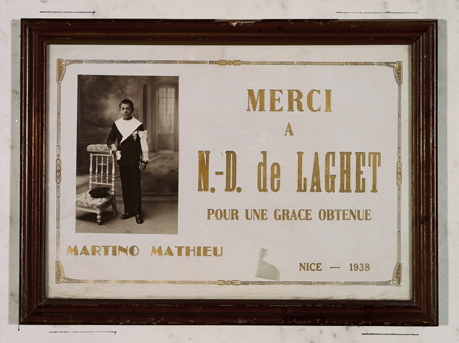 MERCI
A
N.-D. de LAGHET
POUR UNE GRACE OBTENUE
MARTINO MATHIEU
NICE — 1938